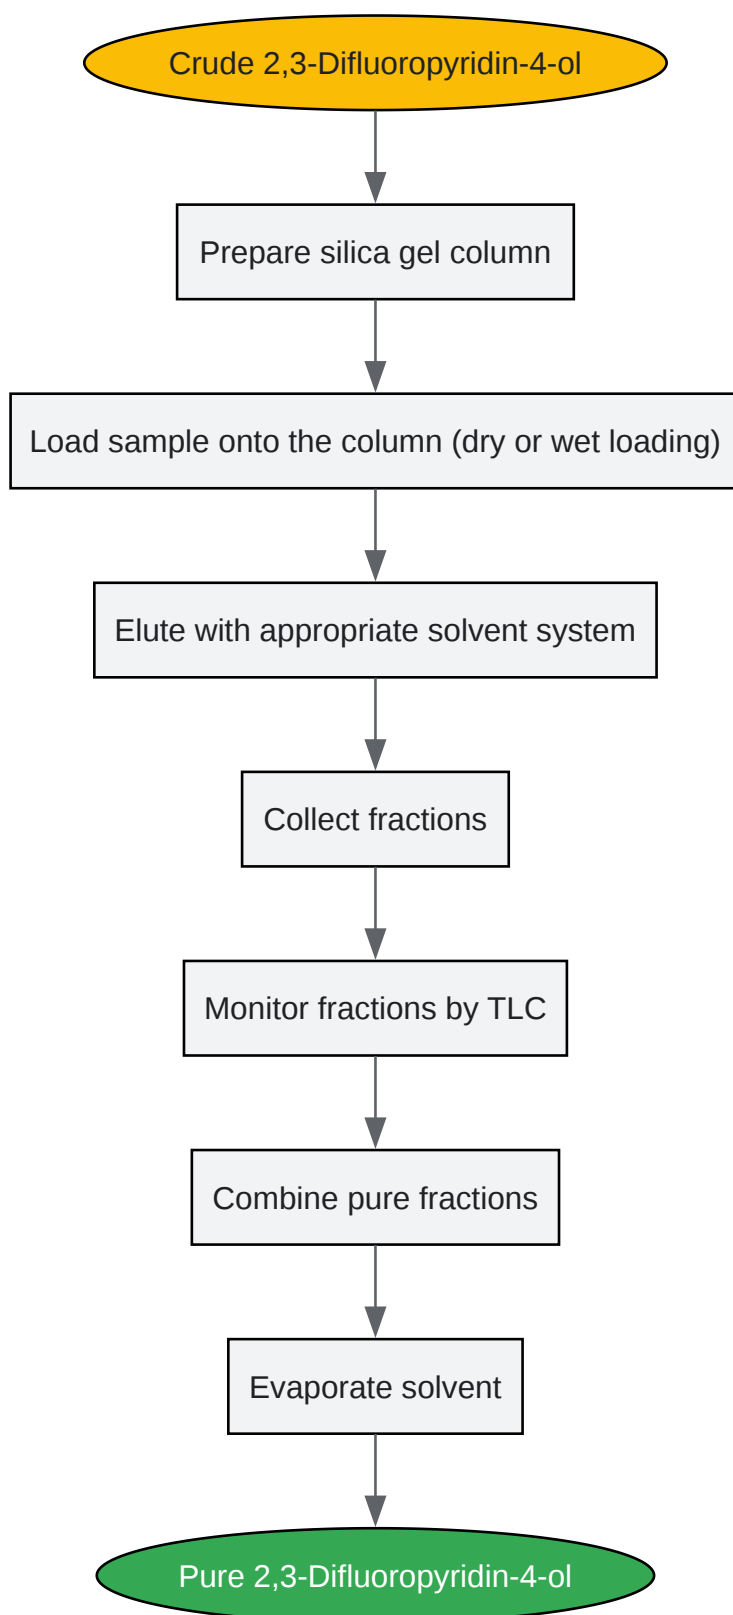 Crude 2,3-Difluoropyridin-4-ol
Prepare silica gel column
Load sample onto the column (dry or wet loading)
Elute with appropriate solvent system
Collect fractions
Monitor fractions by TLC
Combine pure fractions
Evaporate solvent
Pure 2,3-Difluoropyridin-4-ol